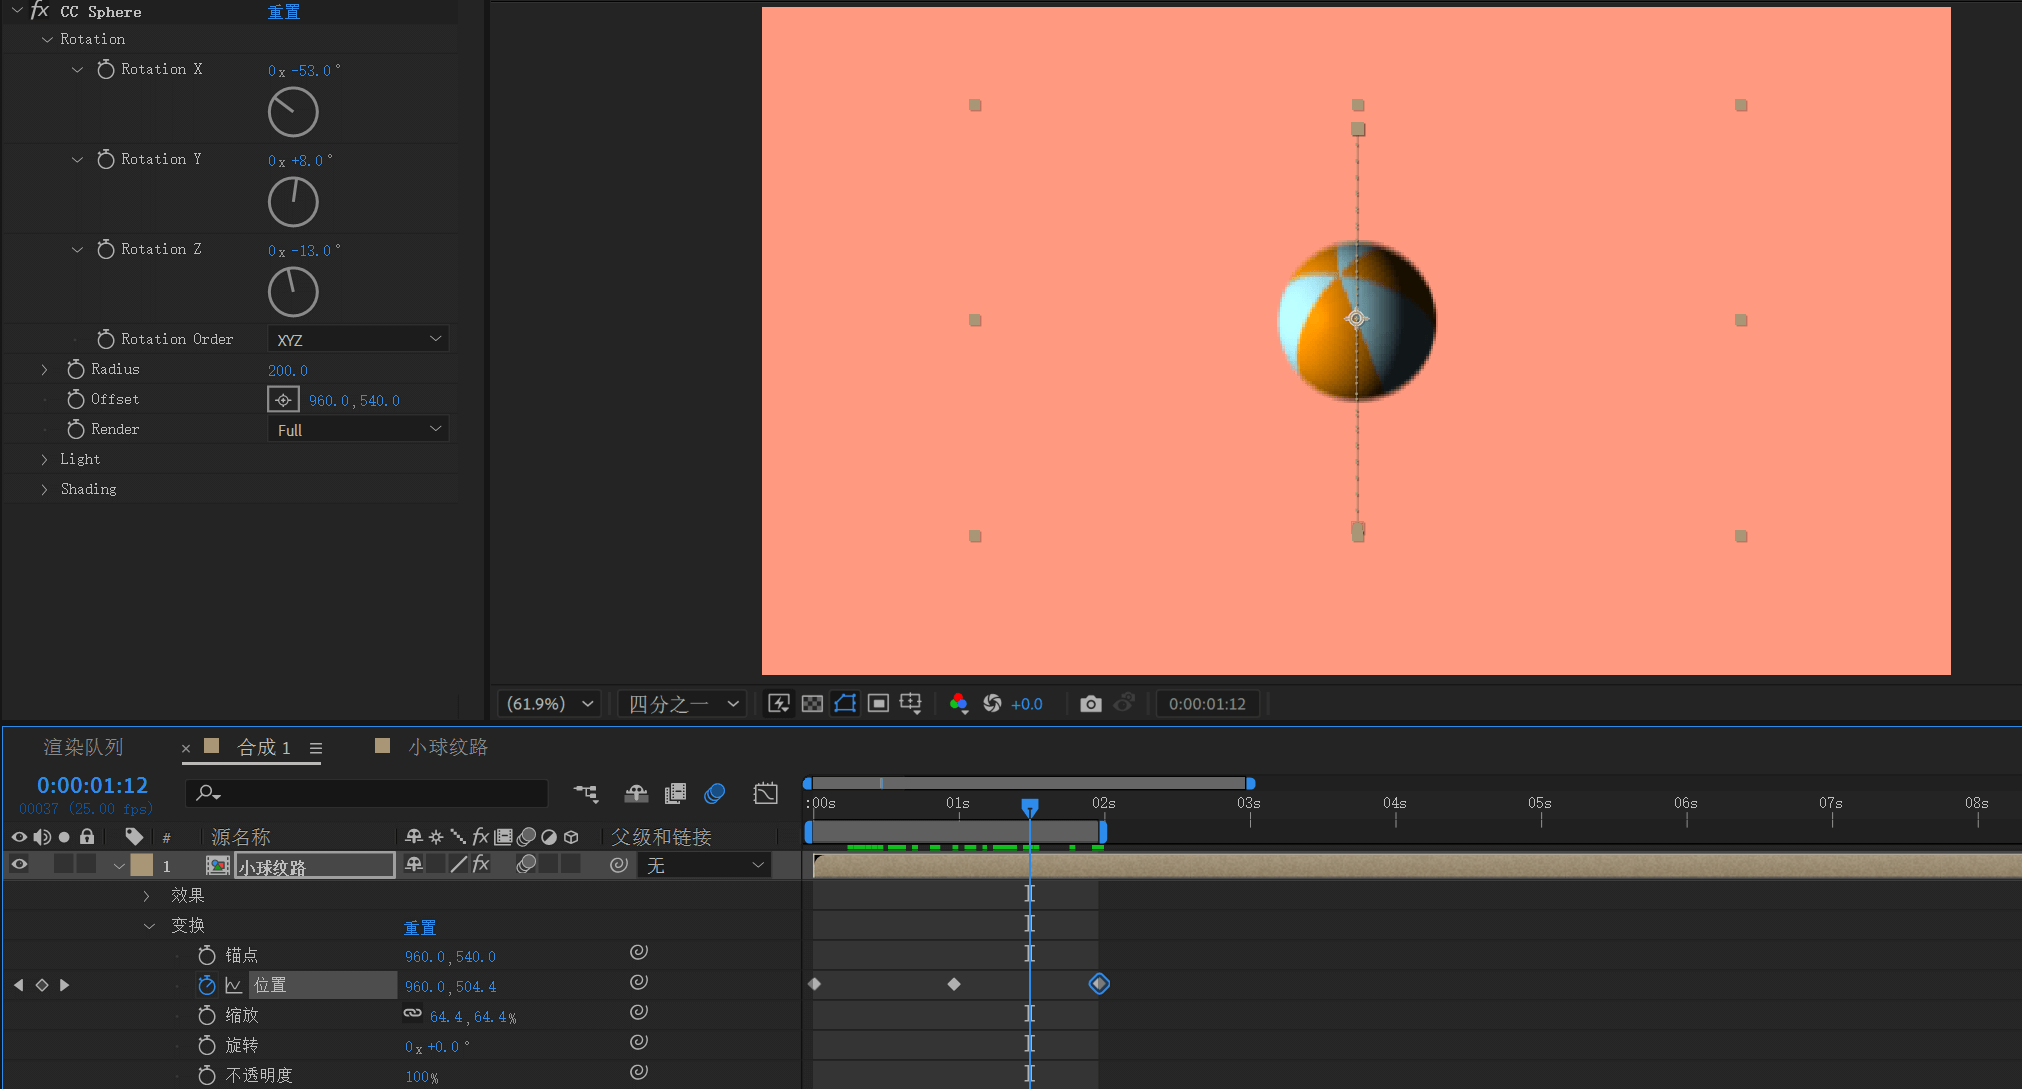 fx CC Sphere 重置
Rotation
Rotation X 0x-53.0°
Rotation Y 0x+8.0°
Rotation Z 0x-13.0°
Rotation Order XYZ
Radius 200.0
Offset 960.0,540.0
Render Full
Light
Shading
(61.9%) 四分之一 +0.0 0:00:01:12
渲染队列 × 合成 1 ☰ 小球纹路
0:00:01:12
00037 (25.00 fps)
:00s 01s 02s 03s 04s 05s 06s 07s 08s
# 源名称 fx 父级和链接
1 小球纹路 fx 无
效果
变换 重置
锚点 960.0,540.0
位置 960.0,504.4
缩放 64.4,64.4%
旋转 0x+0.0°
不透明度 100%